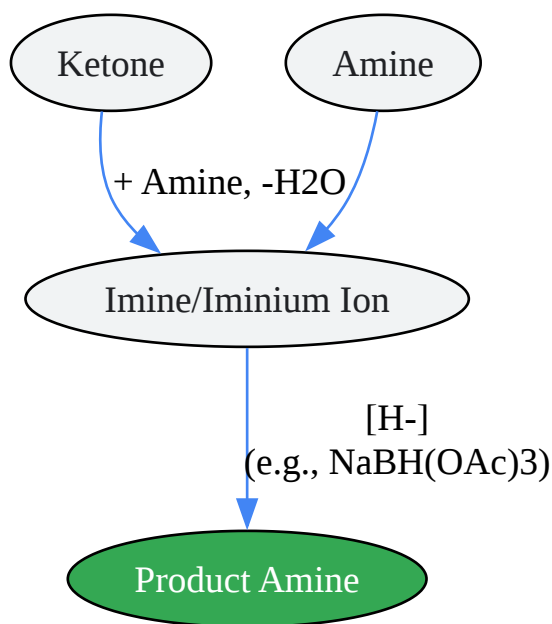 Ketone
Amine
+ Amine, -H2O
Imine/Iminium Ion
[H-]
(e.g., NaBH(OAc)3)
Product Amine